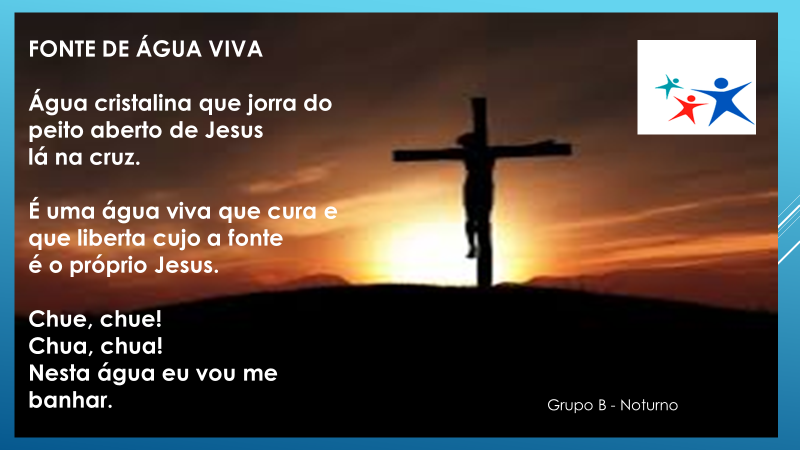 FONTE DE ÁGUA VIVA
Água cristalina que jorra do
peito aberto de Jesus
lá na cruz.
É uma água viva que cura e
que liberta cujo a fonte
é o próprio Jesus.
Chue, chue!
Chua, chua!
Nesta água eu vou me
banhar.
Grupo B - Noturno